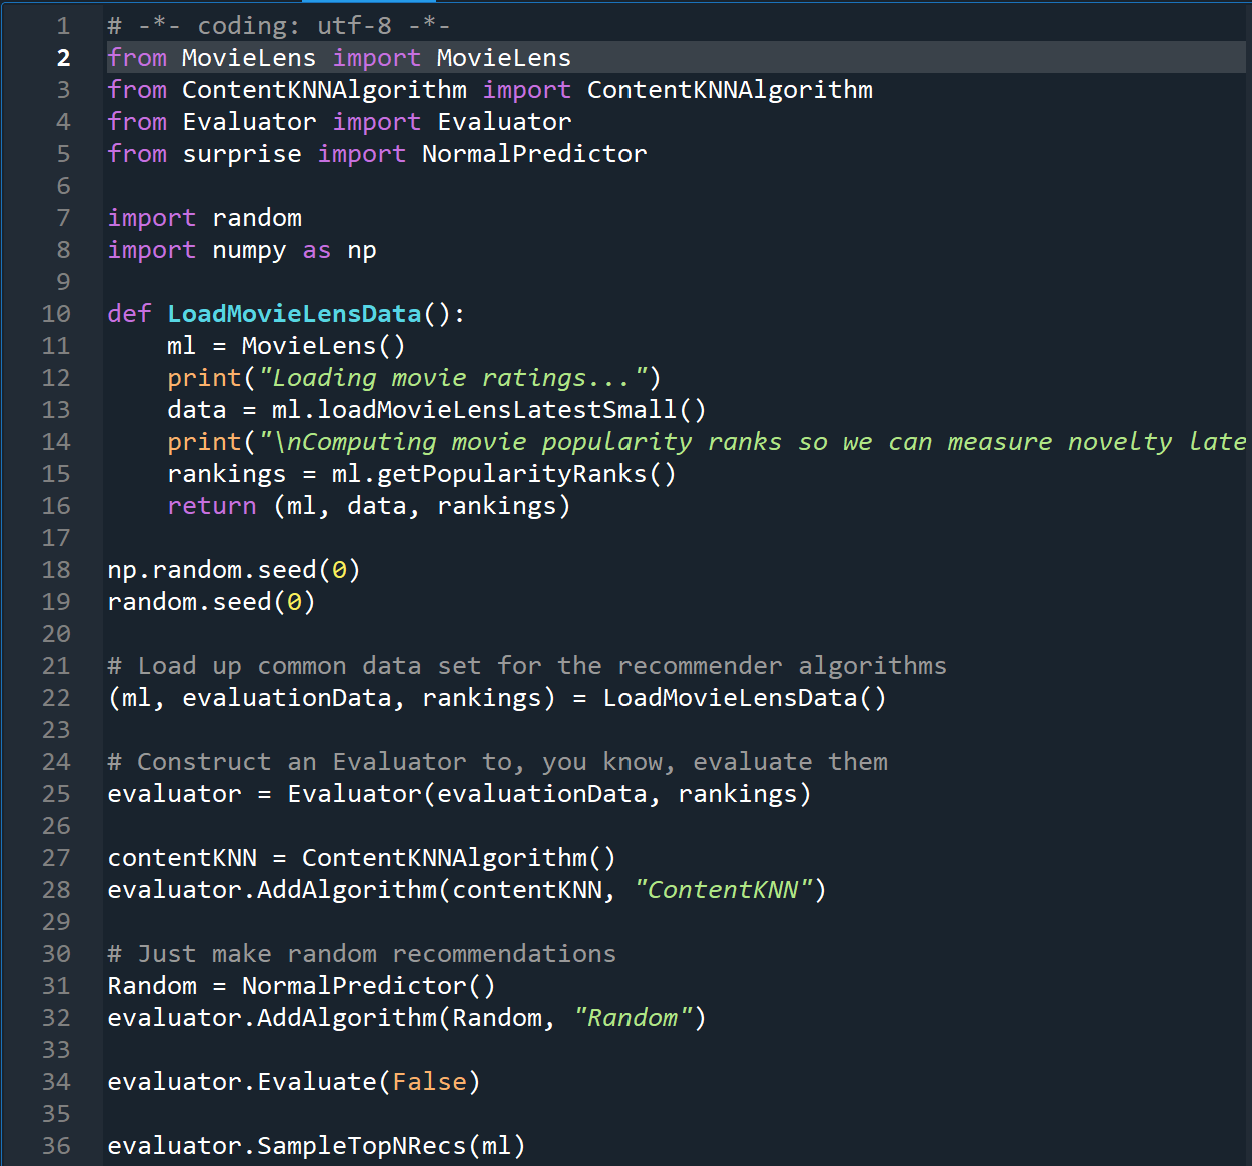 1 # -*- coding: utf-8 -*-
2 from MovieLens import MovieLens
3 from ContentKNNAlgorithm import ContentKNNAlgorithm
4 from Evaluator import Evaluator
5 from surprise import NormalPredictor
6
7 import random
8 import numpy as np
9
10 def LoadMovieLensData():
11     ml = MovieLens()
12     print("Loading movie ratings...")
13     data = ml.loadMovieLensLatestSmall()
14     print("\nComputing movie popularity ranks so we can measure novelty late
15     rankings = ml.getPopularityRanks()
16     return (ml, data, rankings)
17
18 np.random.seed(0)
19 random.seed(0)
20
21 # Load up common data set for the recommender algorithms
22 (ml, evaluationData, rankings) = LoadMovieLensData()
23
24 # Construct an Evaluator to, you know, evaluate them
25 evaluator = Evaluator(evaluationData, rankings)
26
27 contentKNN = ContentKNNAlgorithm()
28 evaluator.AddAlgorithm(contentKNN, "ContentKNN")
29
30 # Just make random recommendations
31 Random = NormalPredictor()
32 evaluator.AddAlgorithm(Random, "Random")
33
34 evaluator.Evaluate(False)
35
36 evaluator.SampleTopNRecs(ml)